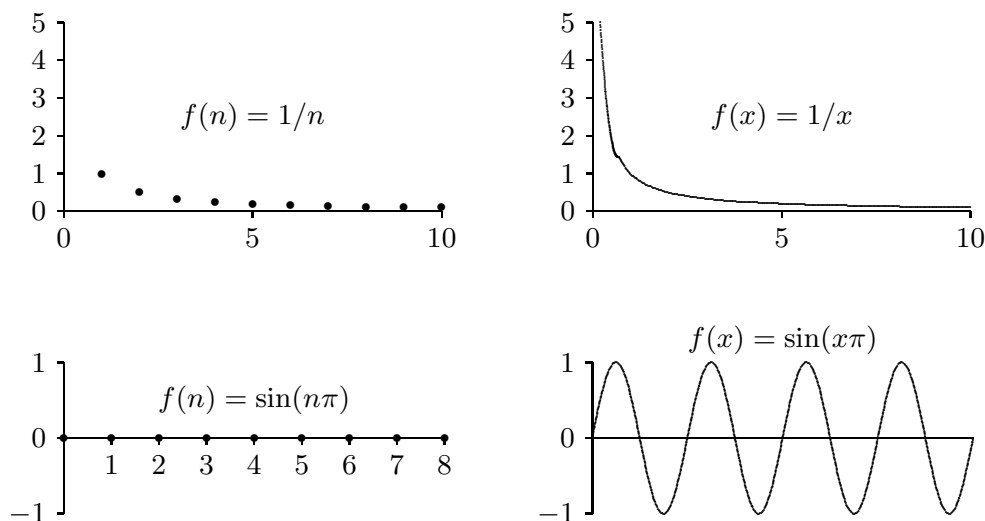 5
4
3
2
1
0
f(n) = 1/n
0 5 10
5
4
3
2
1
0
f(x) = 1/x
0 5 10
1
0
−1
f(n) = sin(nπ)
1 2 3 4 5 6 7 8
f(x) = sin(xπ)
1
0
−1